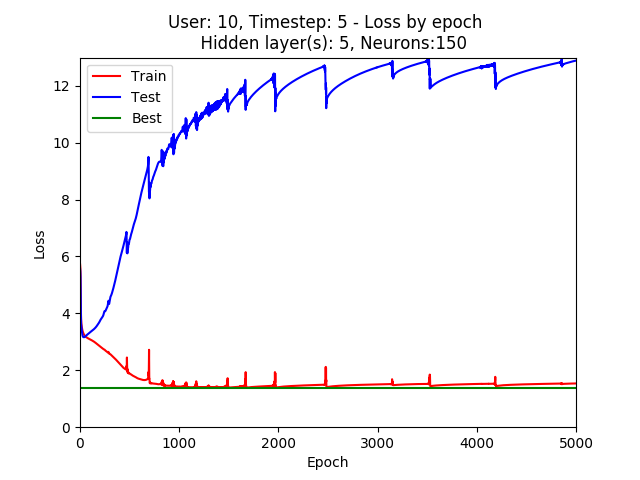 User: 10, Timestep: 5 - Loss by epoch
Hidden layer(s): 5, Neurons:150
Train
Test
Best
Loss
12
10
8
6
4
2
0
0 1000 2000 3000 4000 5000
Epoch